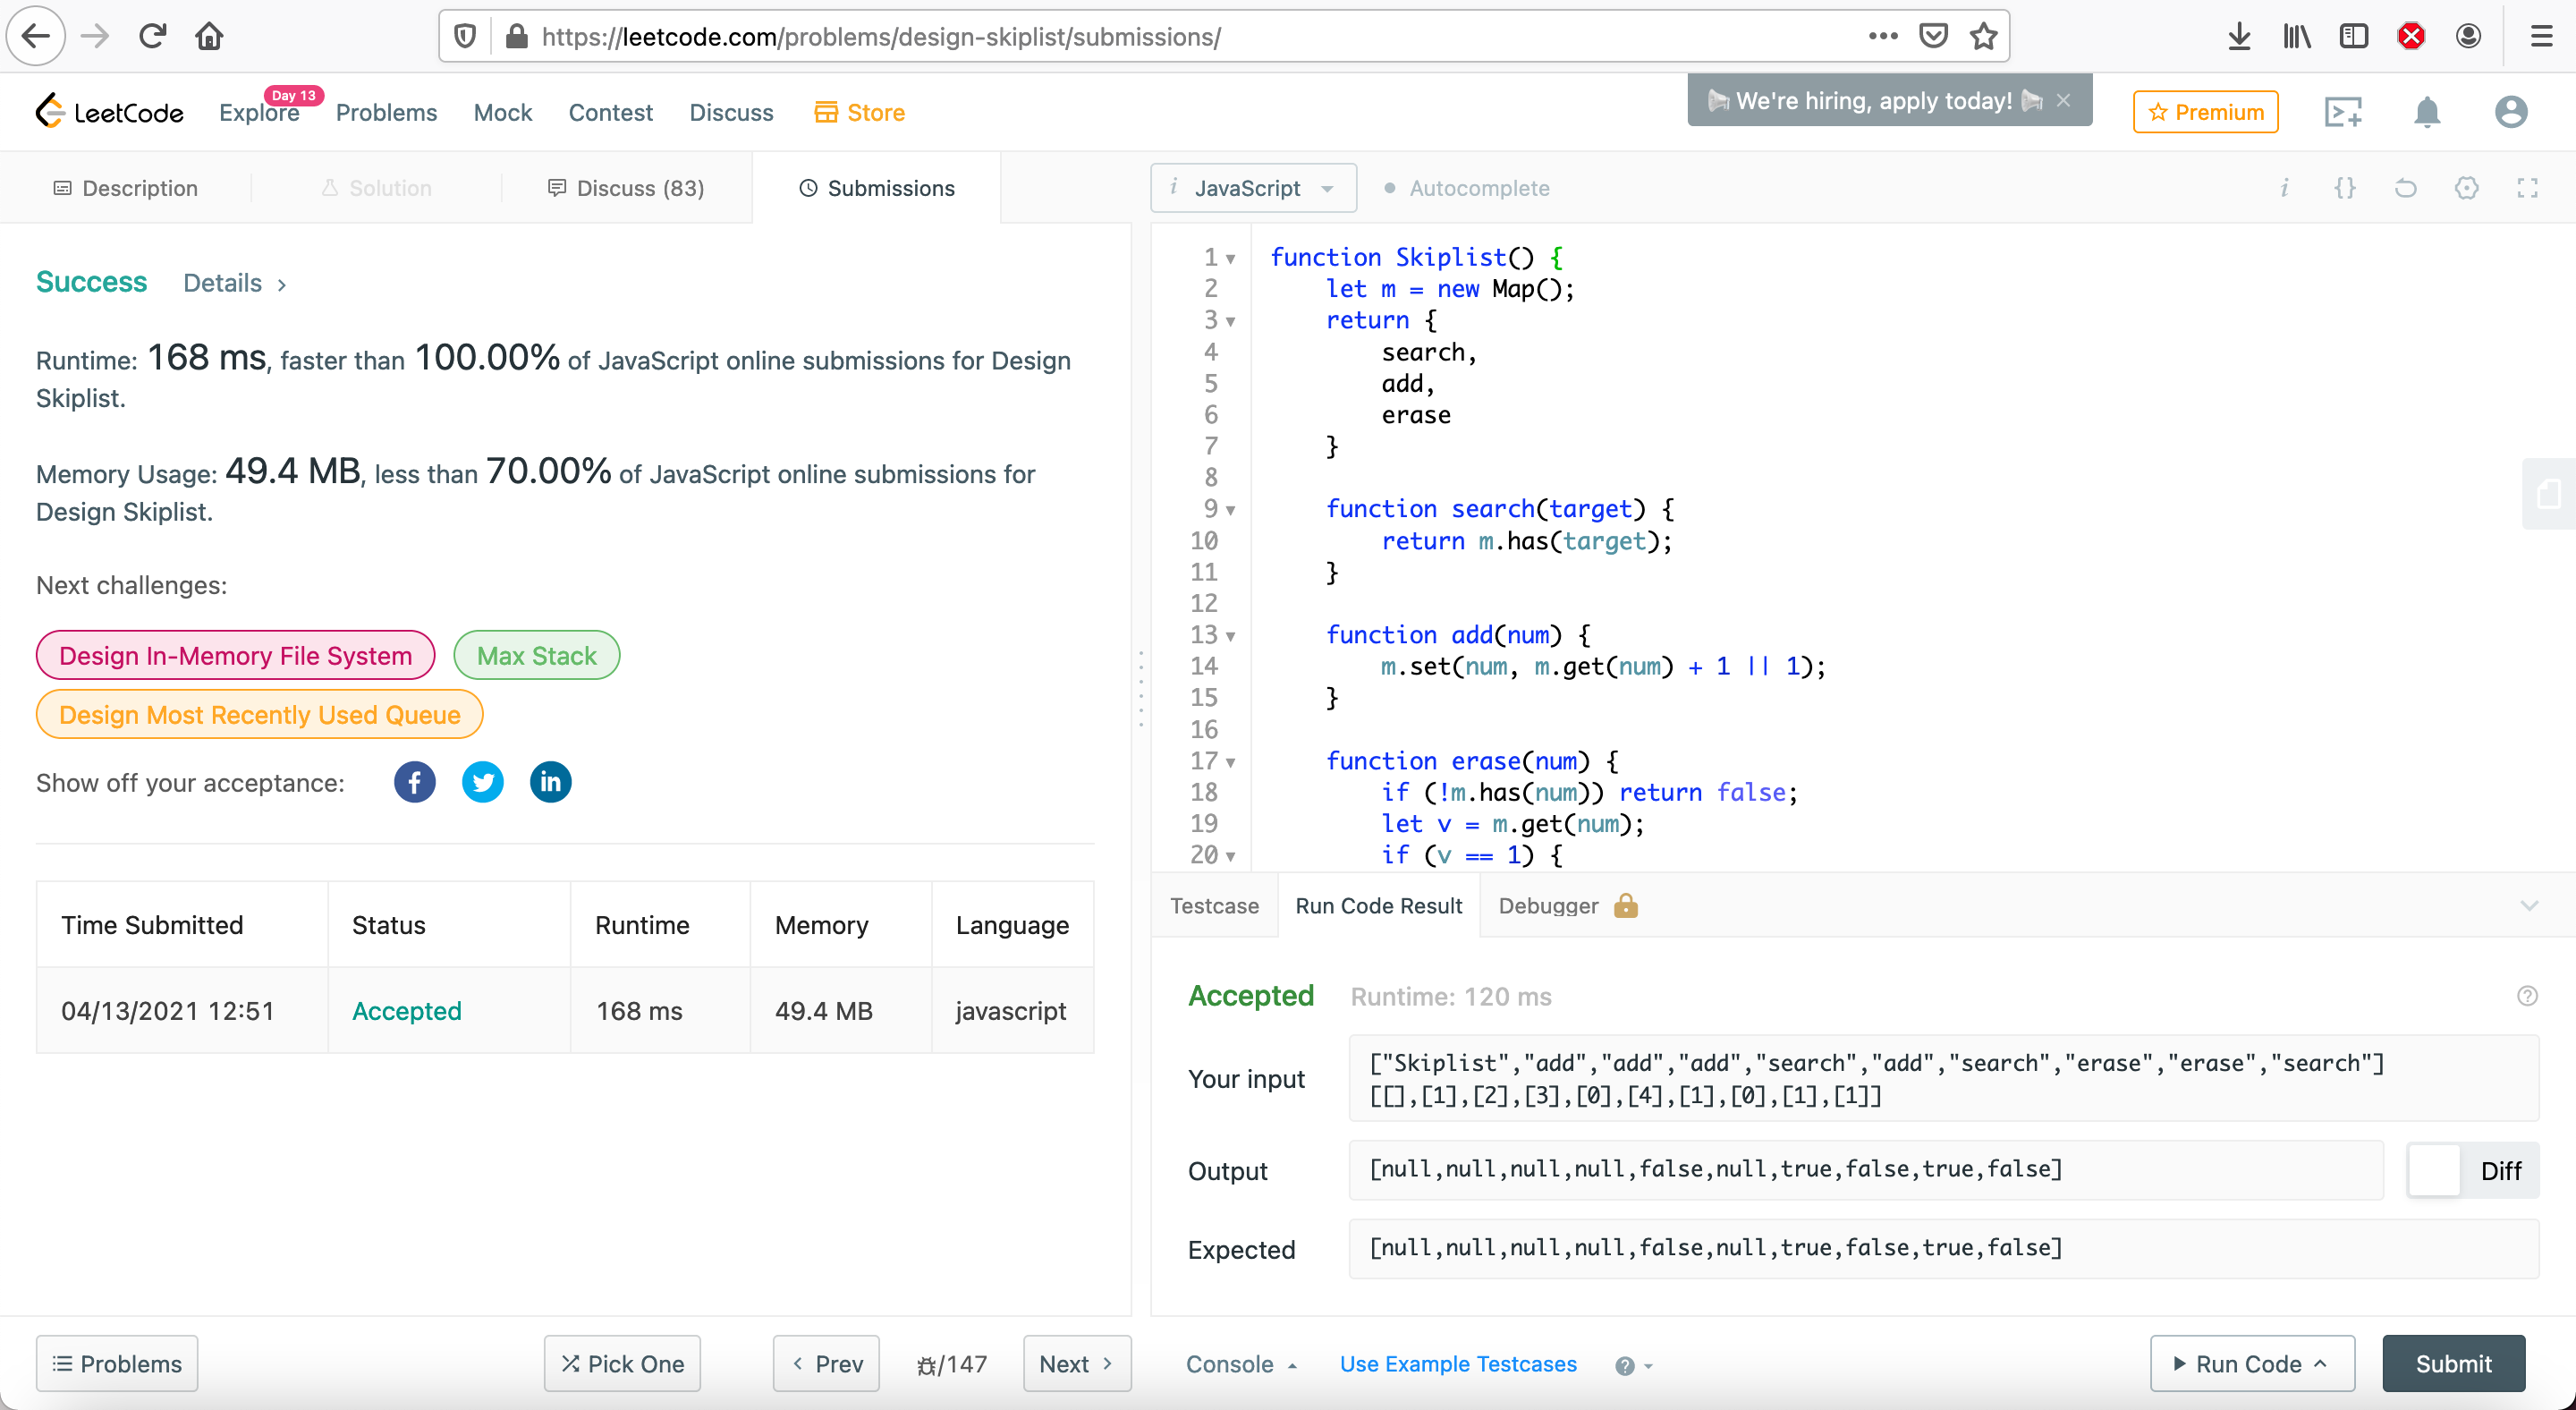 https://leetcode.com/problems/design-skiplist/submissions/
LeetCode
Explore
Day 13
Problems
Mock
Contest
Discuss
Store
We're hiring, apply today!
Premium
Description
Solution
Discuss (83)
Submissions
Success
Details >
Runtime: 168 ms, faster than 100.00% of JavaScript online submissions for Design
Skiplist.
Memory Usage: 49.4 MB, less than 70.00% of JavaScript online submissions for
Design Skiplist.
Next challenges:
Design In-Memory File System
Max Stack
Design Most Recently Used Queue
Show off your acceptance:
Time Submitted Status Runtime Memory Language
04/13/2021 12:51 Accepted 168 ms 49.4 MB javascript
Problems
Pick One
< Prev
/147
Next >
i JavaScript
Autocomplete
i {}
1 function Skiplist() {
2 let m = new Map();
3 return {
4 search,
5 add,
6 erase
7 }
8
9 function search(target) {
10 return m.has(target);
11 }
12
13 function add(num) {
14 m.set(num, m.get(num) + 1 || 1);
15 }
16
17 function erase(num) {
18 if (!m.has(num)) return false;
19 let v = m.get(num);
20 if (v == 1) {
Testcase
Run Code Result
Debugger
Accepted
Runtime: 120 ms
Your input
["Skiplist","add","add","add","search","add","search","erase","erase","search"]
[[],[1],[2],[3],[0],[4],[1],[0],[1],[1]]
Output
[null,null,null,null,false,null,true,false,true,false]
Diff
Expected
[null,null,null,null,false,null,true,false,true,false]
Console
Use Example Testcases
Run Code
Submit